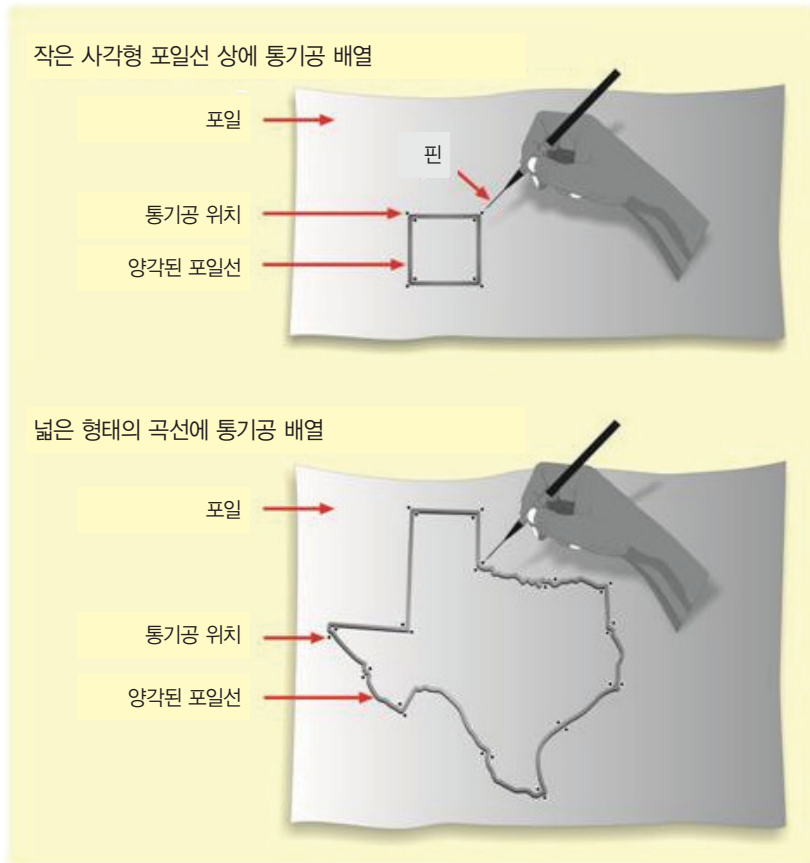 작은 사각형 포일선 상에 통기공 배열
포일
핀
통기공 위치
양각된 포일선
넓은 형태의 곡선에 통기공 배열
포일
통기공 위치
양각된 포일선